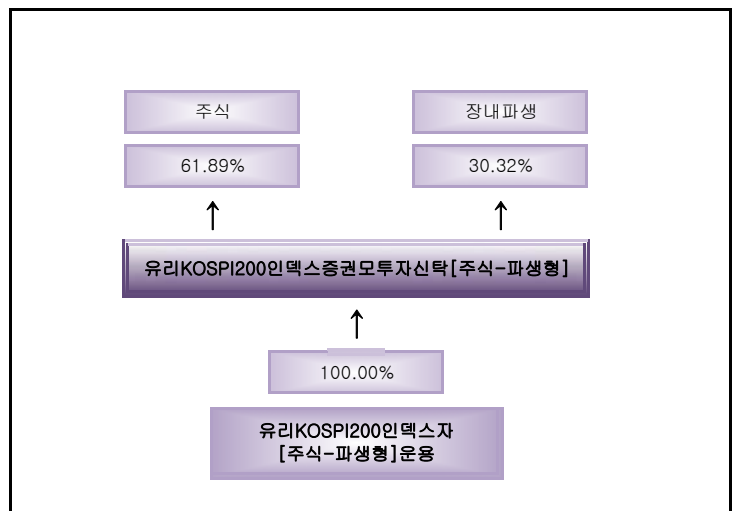 주식
장내파생
61.89%
30.32%
유리KOSPI200인덱스증권모투자신탁[주식-파생형]
100.00%
유리KOSPI200인덱스자
[주식-파생형]운용